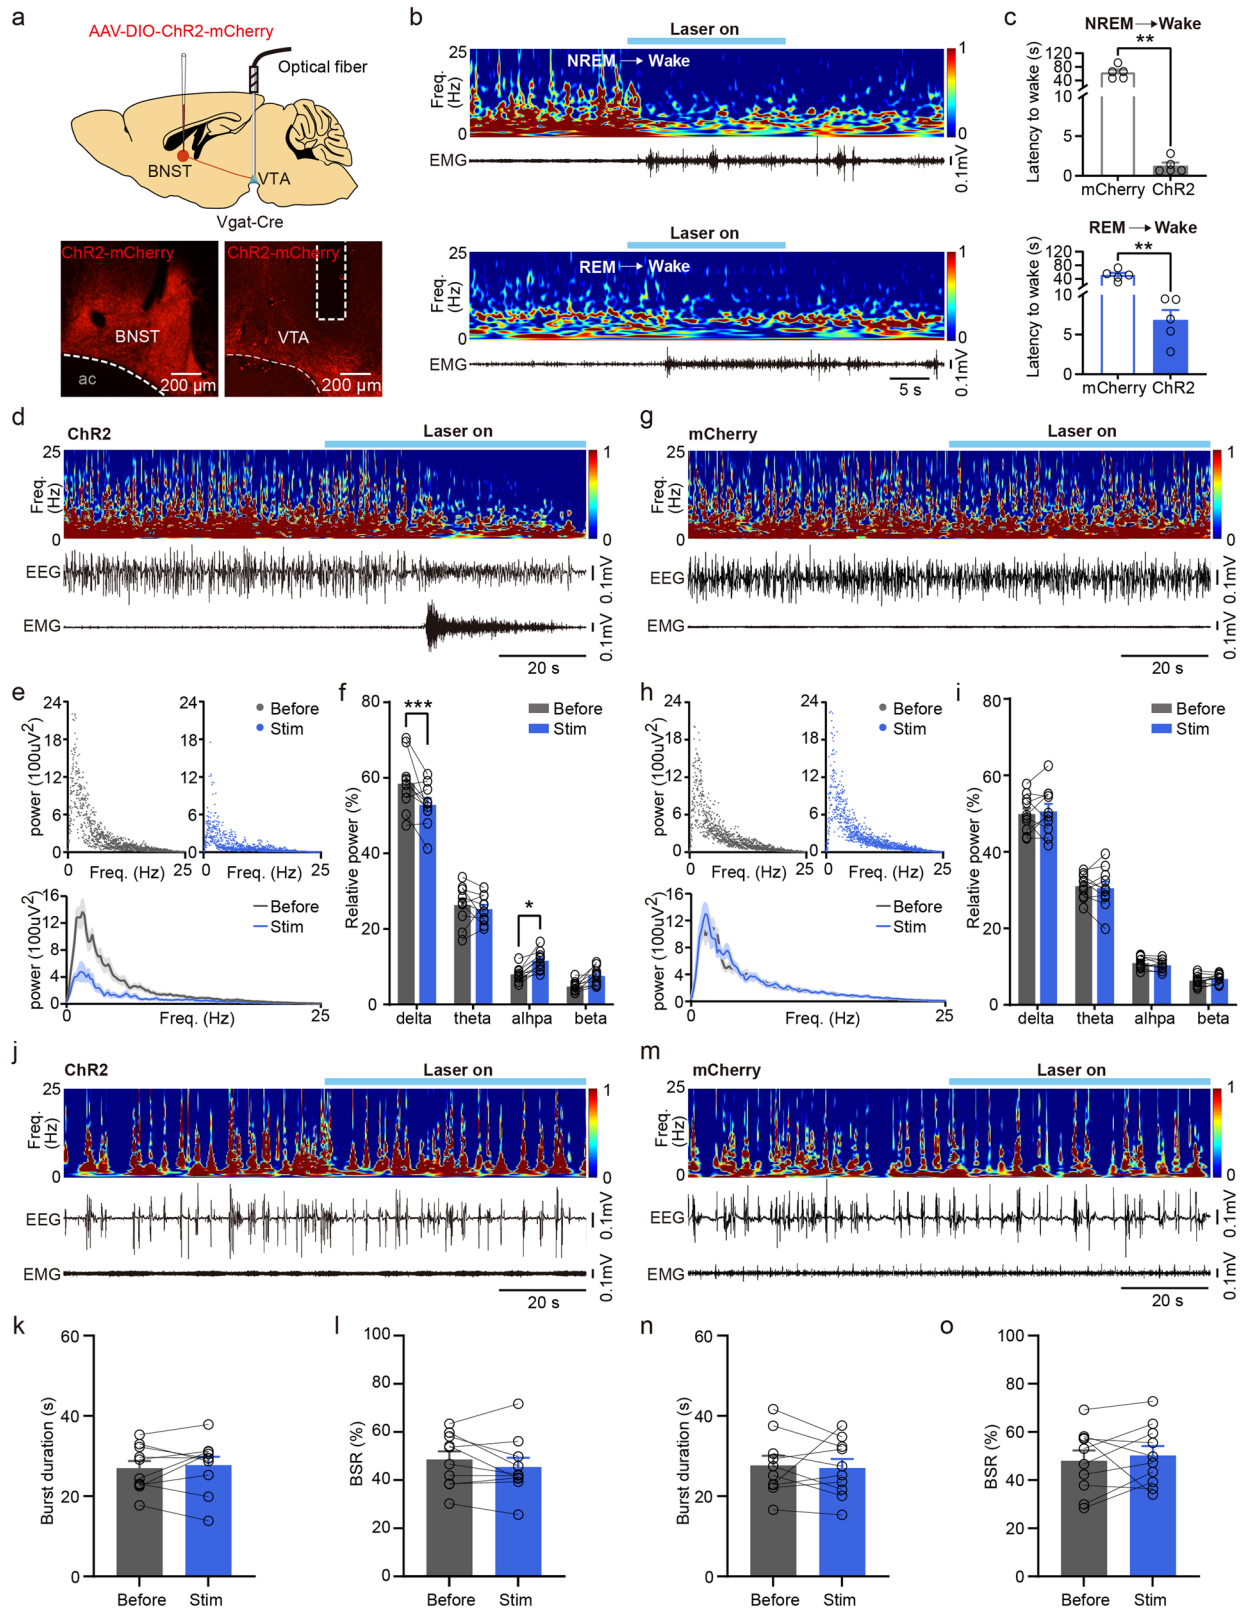 a
AAV-DIO-ChR2-mCherry
Optical fiber
BNST
VTA
Vgat-Cre
ChR2-mCherry
BNST
ac
200 μm
ChR2-mCherry
VTA
200 μm
b
Laser on
25
Freq.
(Hz)
0
NREM
Wake
1
0
EMG
0.1mV
Laser on
25
Freq.
(Hz)
0
REM
Wake
1
0
EMG
0.1mV
5 s
c
NREM
Wake
**
Latency to wake (s)
120
80
40
10
5
0
mCherry
ChR2
REM
Wake
**
Latency to wake (s)
120
80
40
10
5
0
mCherry
ChR2
d
ChR2
Laser on
25
Freq.
(Hz)
0
1
0
EEG
0.1mV
EMG
0.1mV
20 s
g
mCherry
Laser on
25
Freq.
(Hz)
0
1
0
EEG
0.1mV
EMG
0.1mV
20 s
e
power (100uV2)
24
18
12
6
0
0
25
Freq. (Hz)
24
18
12
6
0
0
25
Freq. (Hz)
Before
Stim
power (100uV2)
16
12
8
4
0
0
25
Freq. (Hz)
Before
Stim
f
Relative power (%)
80
60
40
20
0
***
*
Before
Stim
delta
theta
alhpa
beta
h
power (100uV2)
24
18
12
6
0
0
25
Freq. (Hz)
24
18
12
6
0
0
25
Freq. (Hz)
Before
Stim
power (100uV2)
16
12
8
4
0
0
25
Freq. (Hz)
Before
Stim
i
Relative power (%)
80
60
40
20
0
Before
Stim
delta
theta
alhpa
beta
j
ChR2
Laser on
25
Freq.
(Hz)
0
1
0
EEG
0.1mV
EMG
0.1mV
20 s
m
mCherry
Laser on
25
Freq.
(Hz)
0
1
0
EEG
0.1mV
EMG
0.1mV
20 s
k
Burst duration (s)
60
40
20
0
Before
Stim
l
BSR (%)
100
80
60
40
20
0
Before
Stim
n
Burst duration (s)
60
40
20
0
Before
Stim
o
BSR (%)
100
80
60
40
20
0
Before
Stim